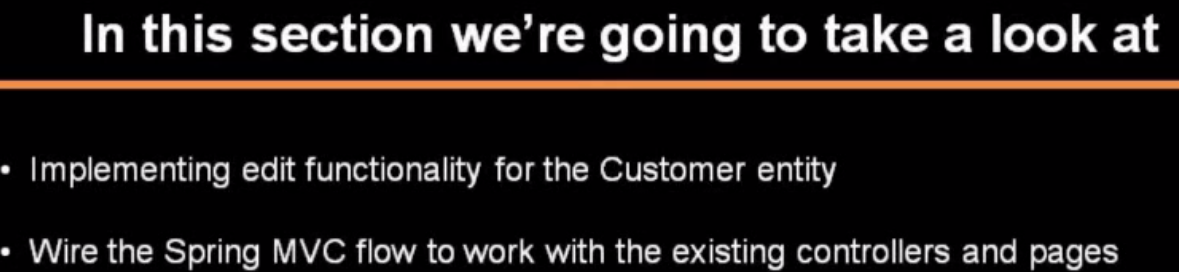 In this section we're going to take a look at
• Implementing edit functionality for the Customer entity
• Wire the Spring MVC flow to work with the existing controllers and pages